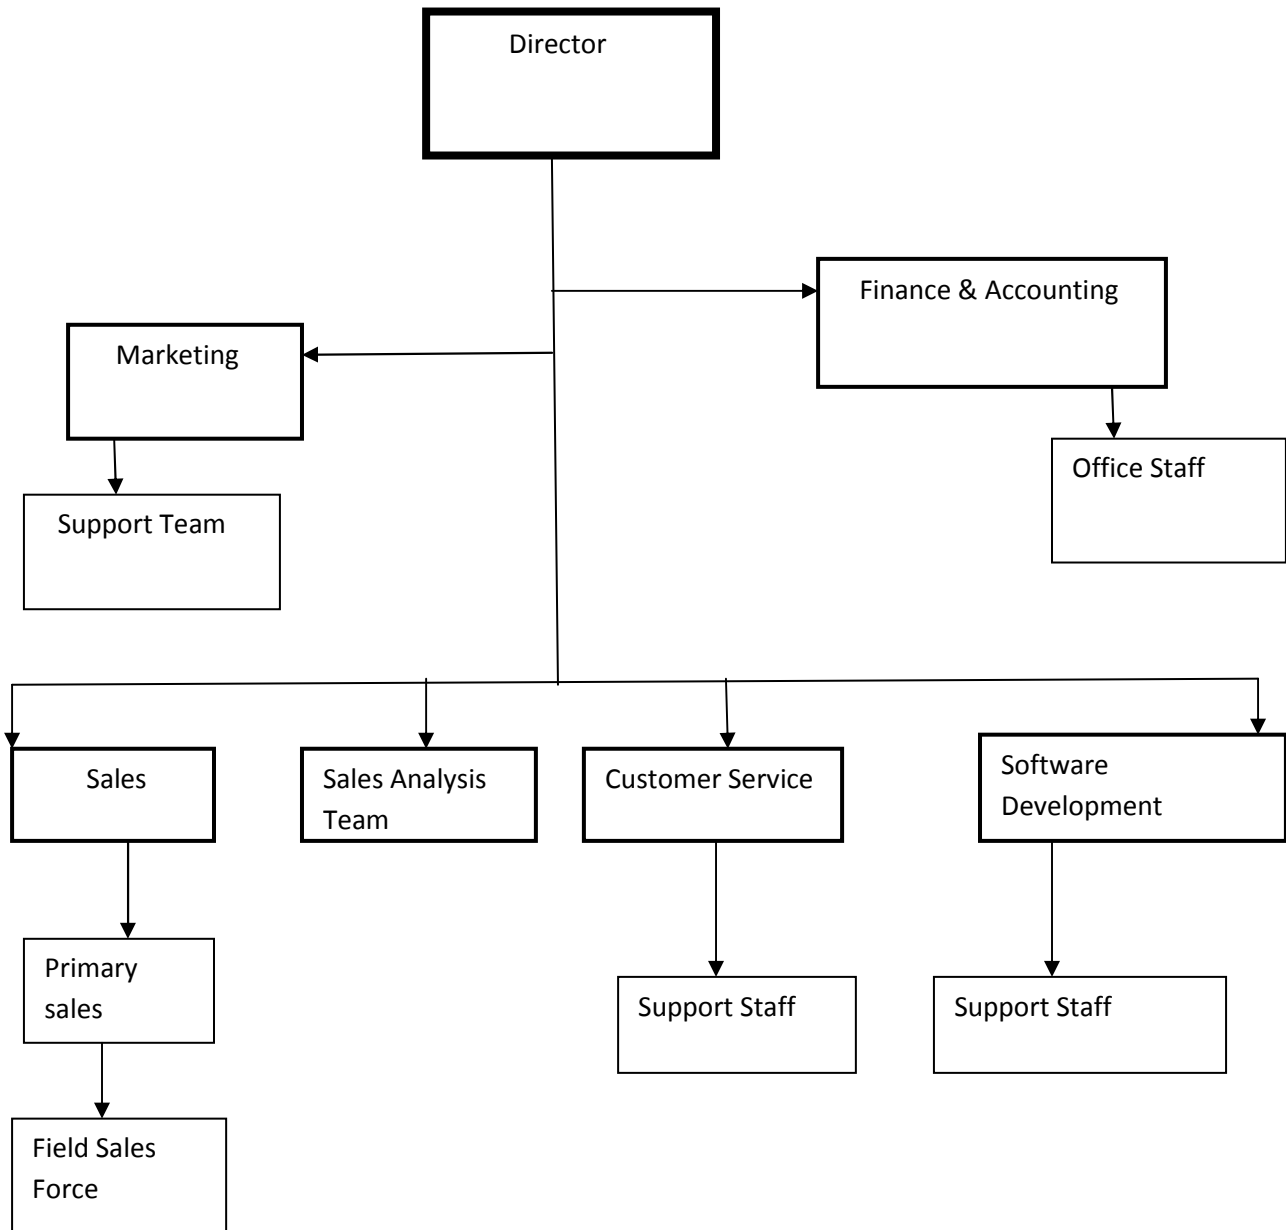 Director
Finance & Accounting
Marketing
Office Staff
Support Team
Sales
Sales Analysis
Team
Customer Service
Software
Development
Primary
sales
Support Staff
Support Staff
Field Sales
Force